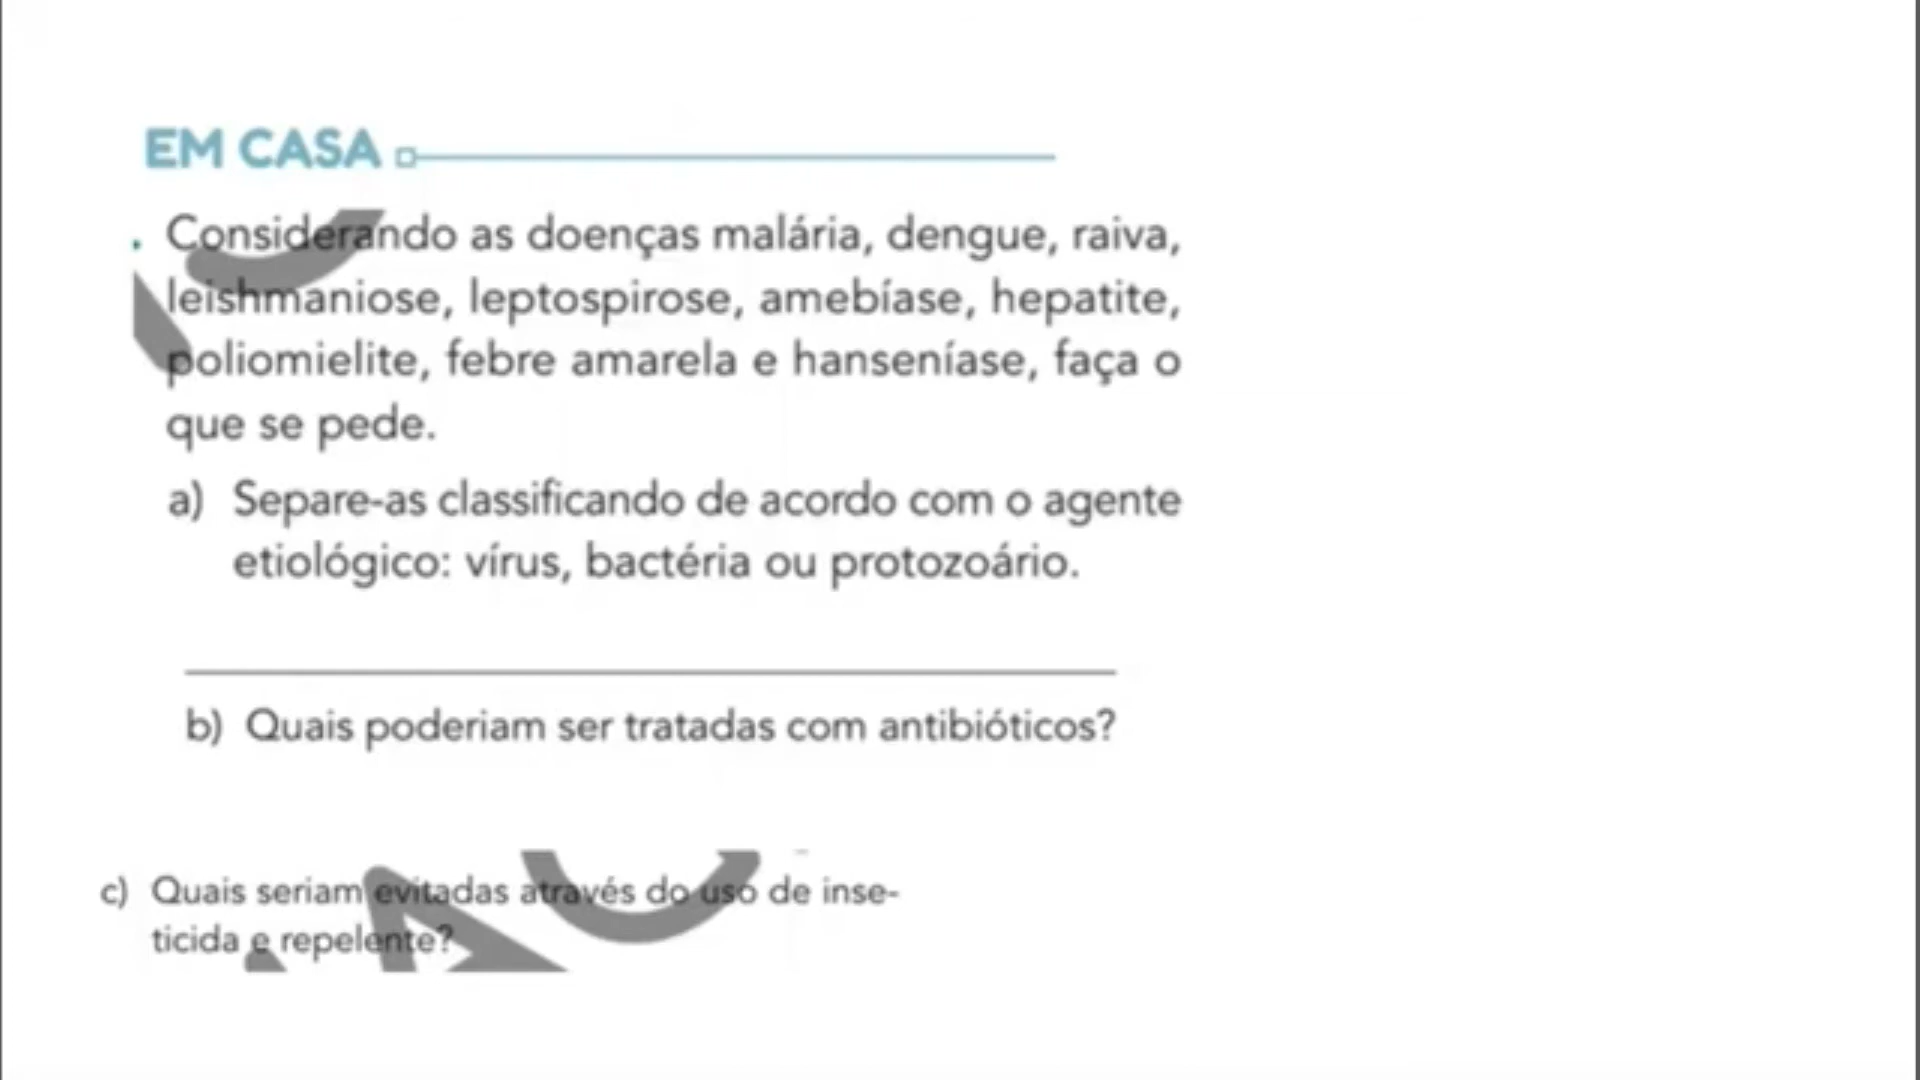 EM CASA
Considerando as doenças malária, dengue, raiva,
leishmaniose, leptospirose, amebíase, hepatite,
poliomielite, febre amarela e hanseníase, faça o
que se pede.
a) Separe-as classificando de acordo com o agente
etiológico: vírus, bactéria ou protozoário.
b) Quais poderiam ser tratadas com antibióticos?
c) Quais seriam evitadas através do uso de inse-
ticida e repelente?